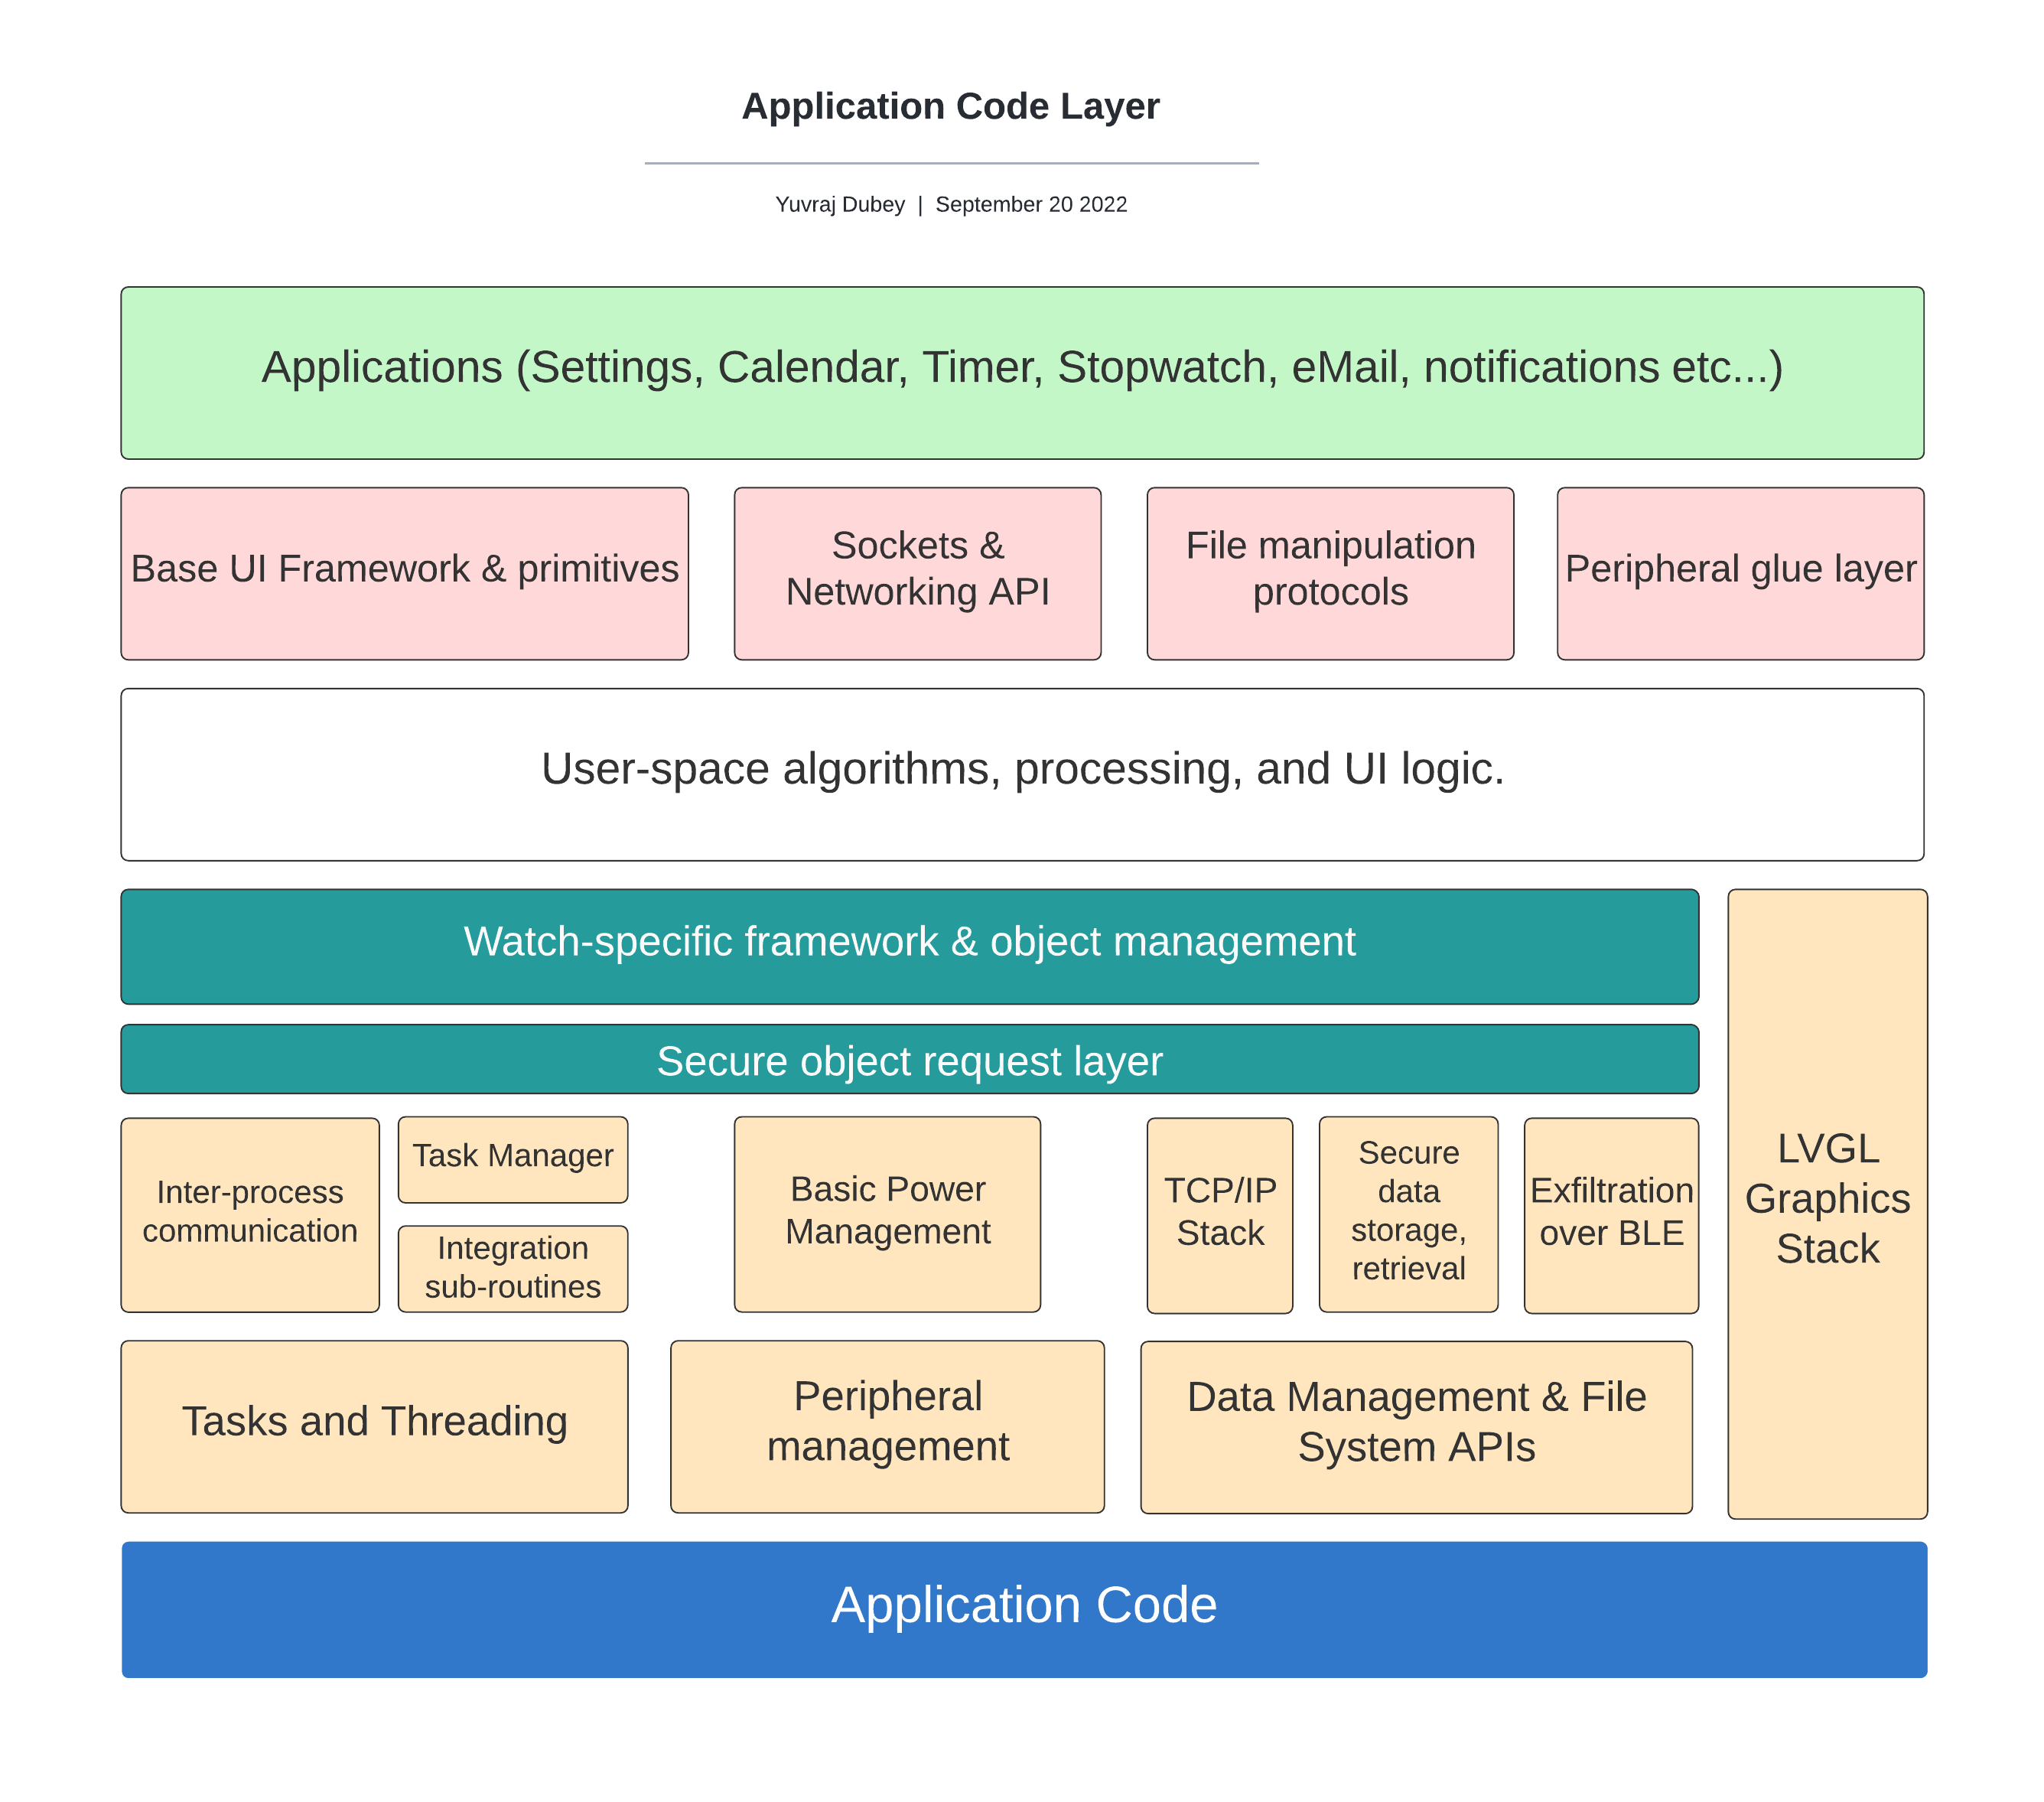 Application Code Layer
Yuvraj Dubey | September 20 2022
Applications (Settings, Calendar, Timer, Stopwatch, eMail, notifications etc...)
Base UI Framework & primitives
Sockets &
Networking API
File manipulation
protocols
Peripheral glue layer
User-space algorithms, processing, and UI logic.
Watch-specific framework & object management
Secure object request layer
Inter-process
communication
Task Manager
Integration
sub-routines
Basic Power
Management
TCP/IP
Stack
Secure
data
storage,
retrieval
Exfiltration
over BLE
LVGL
Graphics
Stack
Tasks and Threading
Peripheral
management
Data Management & File
System APIs
Application Code